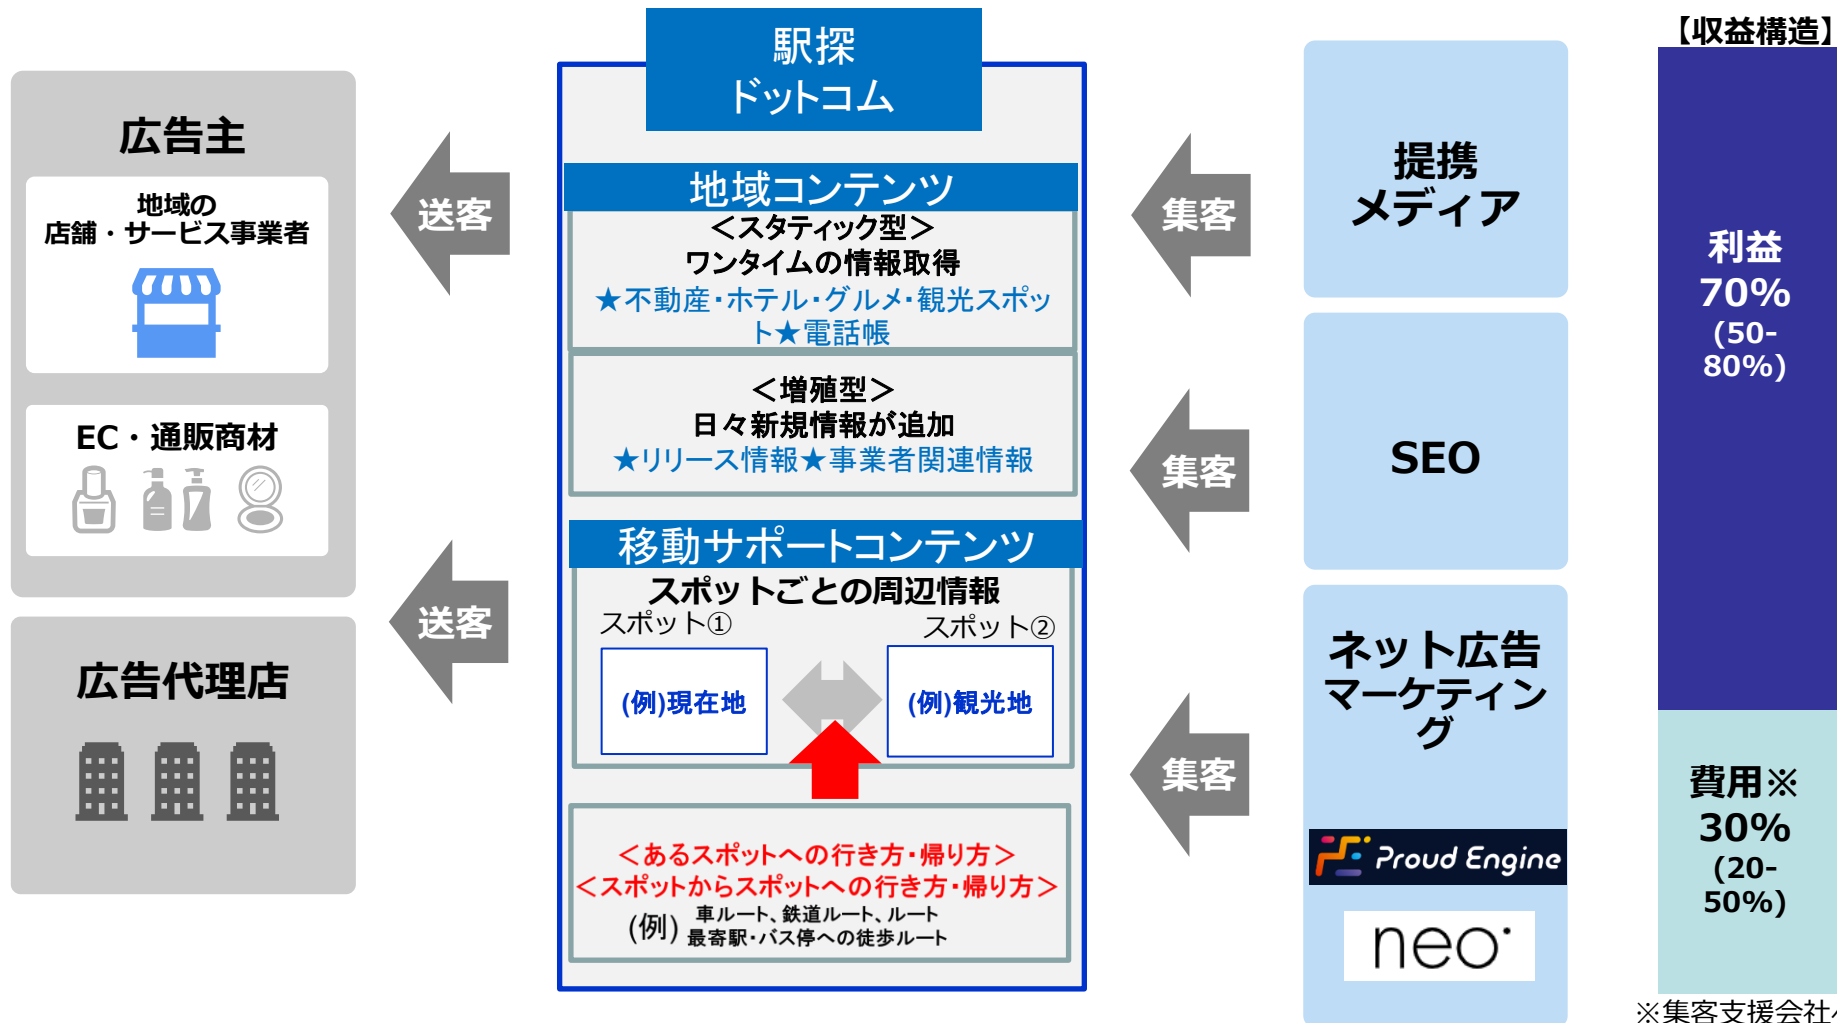 広告主
地域の
店舗・サービス事業者
EC・通販商材
広告代理店
送客
送客
駅探
ドットコム
地域コンテンツ
＜スタティック型＞
ワンタイムの情報取得
★不動産・ホテル・グルメ・観光スポッ
ト★電話帳
＜増殖型＞
日々新規情報が追加
★リリース情報★事業者関連情報
移動サポートコンテンツ
スポットごとの周辺情報
スポット①
スポット②
(例)現在地
(例)観光地
＜あるスポットへの行き方・帰り方＞
＜スポットからスポットへの行き方・帰り方＞
(例)
車ルート、鉄道ルート、ルート
最寄駅・バス停への徒歩ルート
集客
集客
集客
提携
メディア
SEO
ネット広告
マーケティン
グ
Proud Engine
neo
【収益構造】
利益
70%
(50-
80%)
費用※
30%
(20-
50%)
※集客支援会社